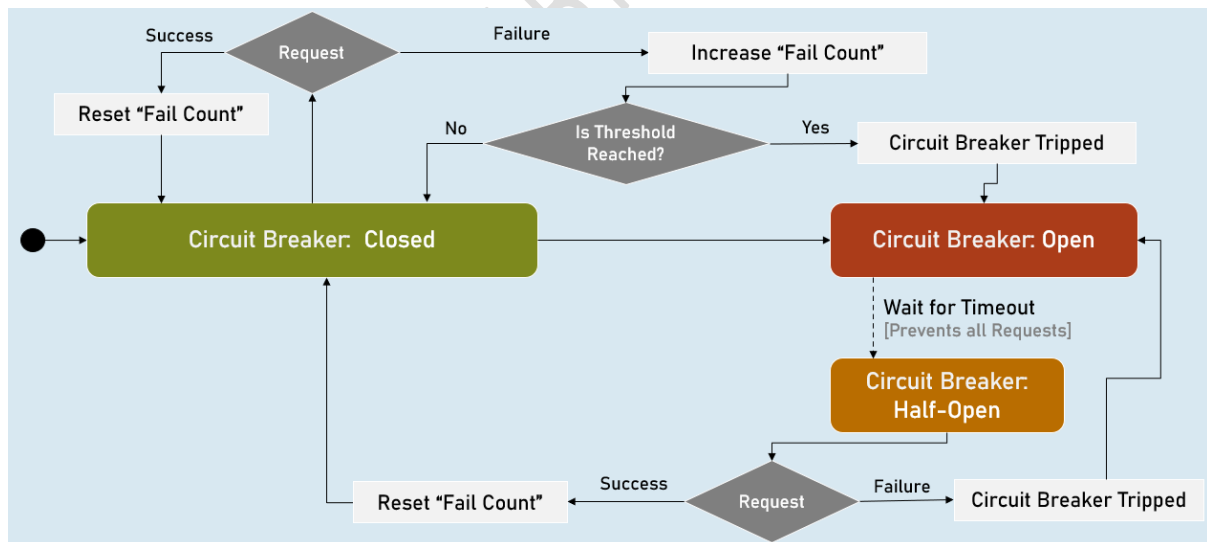 Success
Request
Failure
Increase “Fail Count”
Reset “Fail Count”
No
Is Threshold
Reached?
Yes
Circuit Breaker Tripped
Circuit Breaker: Closed
Circuit Breaker: Open
Wait for Timeout
[Prevents all Requests]
Circuit Breaker:
Half-Open
Reset “Fail Count”
Success
Request
Failure
Circuit Breaker Tripped